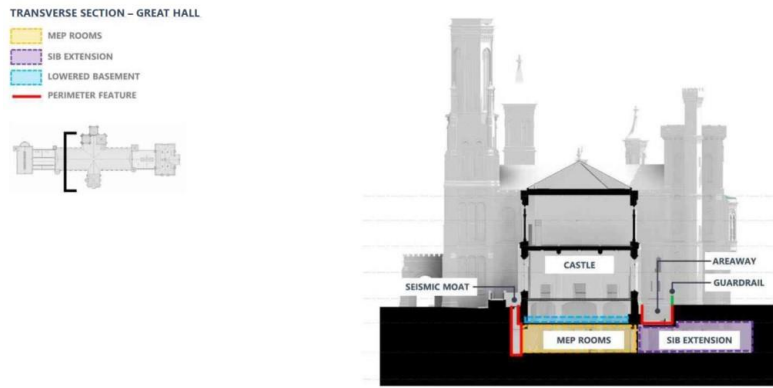 TRANSVERSE SECTION – GREAT HALL
MEP ROOMS
SIB EXTENSION
LOWERED BASEMENT
PERIMETER FEATURE
CASTLE
AREAWAY
SEISMIC MOAT
GUARDRAIL
MEP ROOMS
SIB EXTENSION